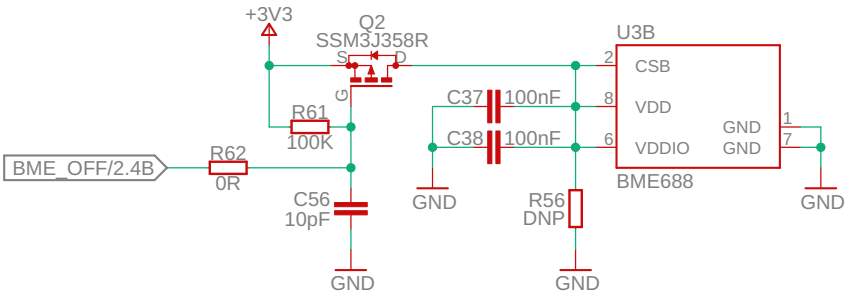 +3V3
Q2
SSM3J358R
S
D
G
R61
100K
BME_OFF/2.4B
R62
0R
C56
10pF
GND
C37
100nF
C38
100nF
GND
R56
DNP
GND
U3B
2
CSB
8
VDD
6
VDDIO
1
GND
7
GND
BME688
GND